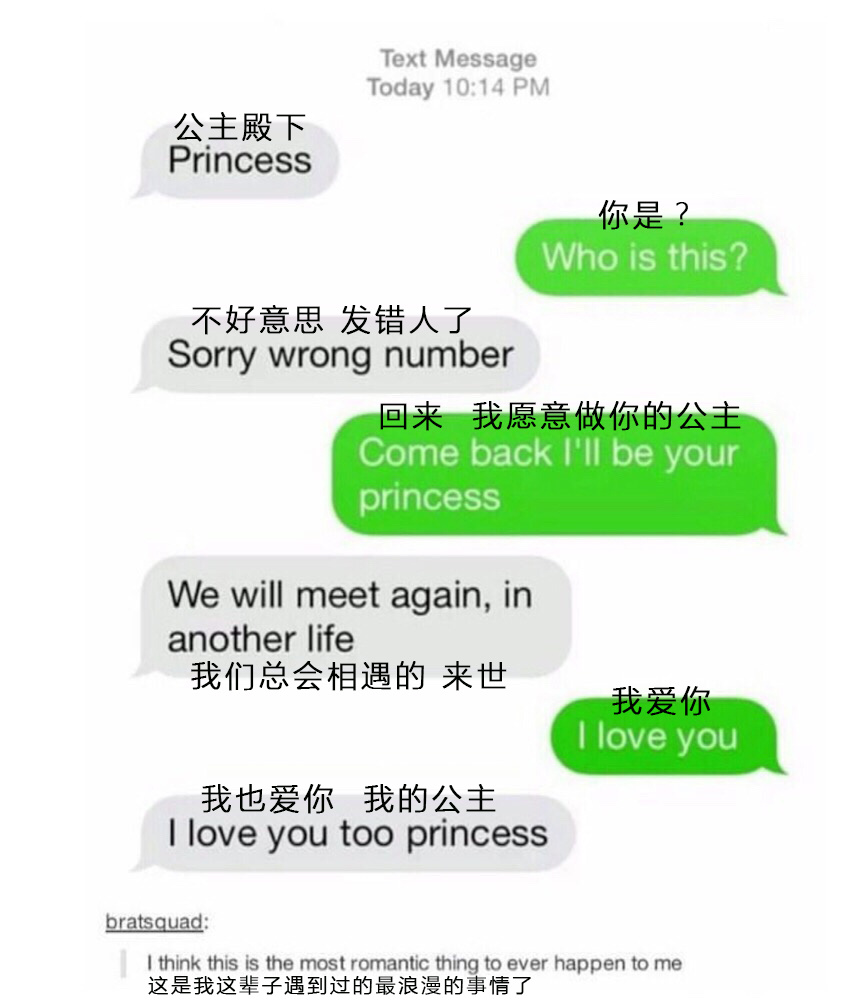 Text Message
Today 10:14 PM
公主殿下
Princess
你是？
Who is this?
不好意思 发错人了
Sorry wrong number
回来 我愿意做你的公主
Come back I'll be your
princess
We will meet again, in
another life
我们总会相遇的 来世
我爱你
I love you
我也爱你 我的公主
I love you too princess
bratsquad:
I think this is the most romantic thing to ever happen to me
这是我这辈子遇到过的最浪漫的事情了